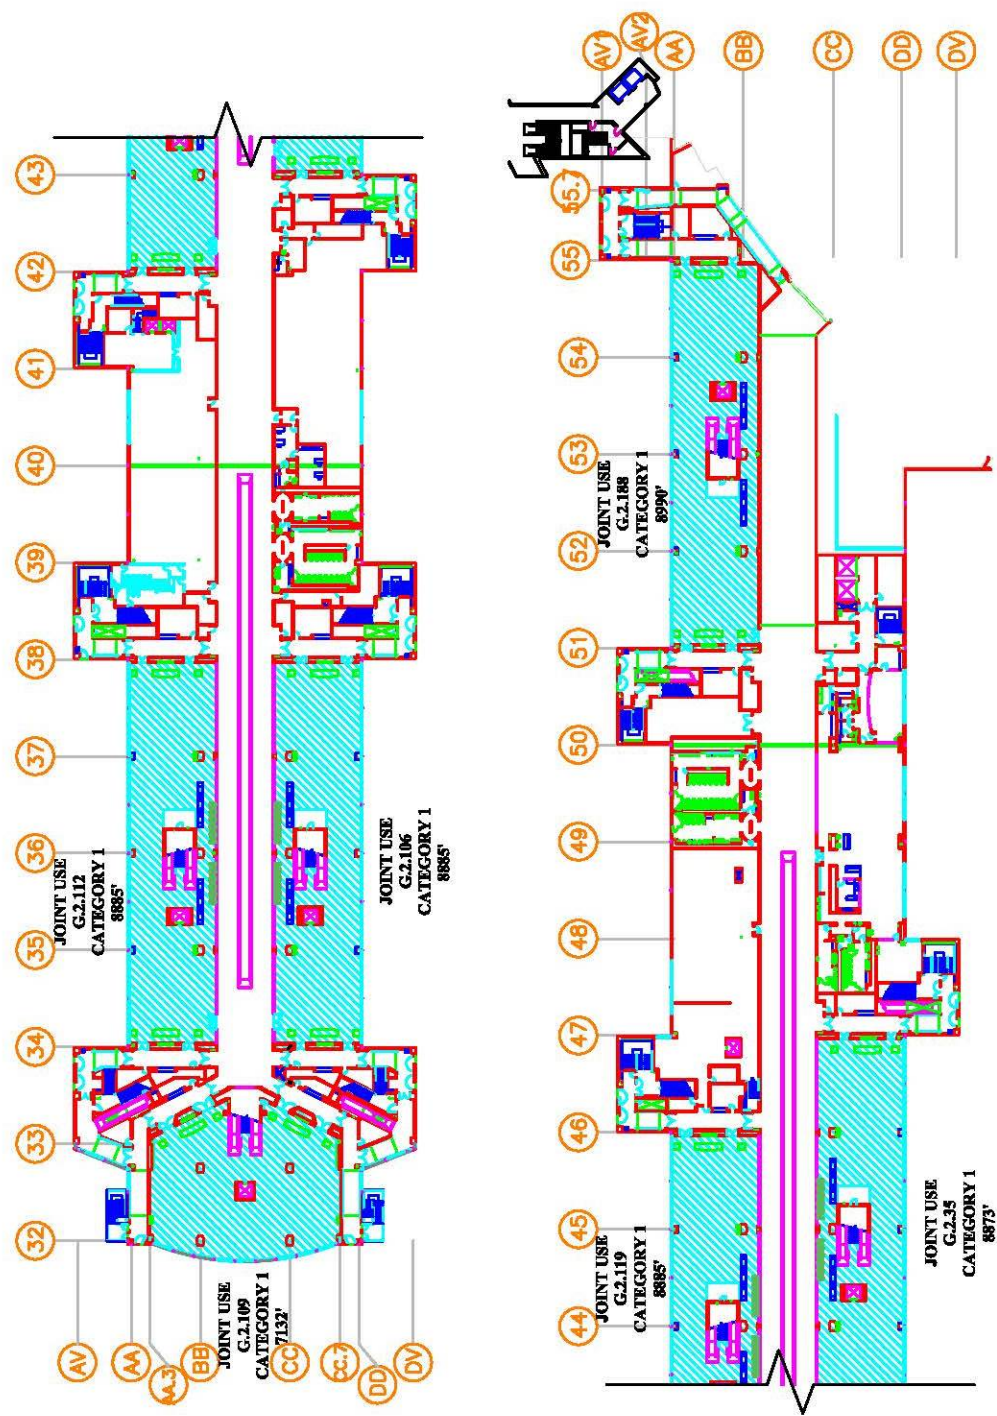 43
42
41
40
39
38
37
36
35
34
33
32
JOINT USE
G.2.112
CATEGORY 1
8885'
JOINT USE
G.2.106
CATEGORY 1
8885'
JOINT USE
G.2.109
CATEGORY 1
7132'
AV
AA
AA.3
BB
CC
CC.7
DD
DV
AV1
AV2
AA
BB
CC
DD
DV
55.7
55
54
53
52
51
50
49
48
47
46
45
44
JOINT USE
G.2.188
CATEGORY 1
8990'
JOINT USE
G.2.119
CATEGORY 1
8885'
JOINT USE
G.2.35
CATEGORY 1
8873'